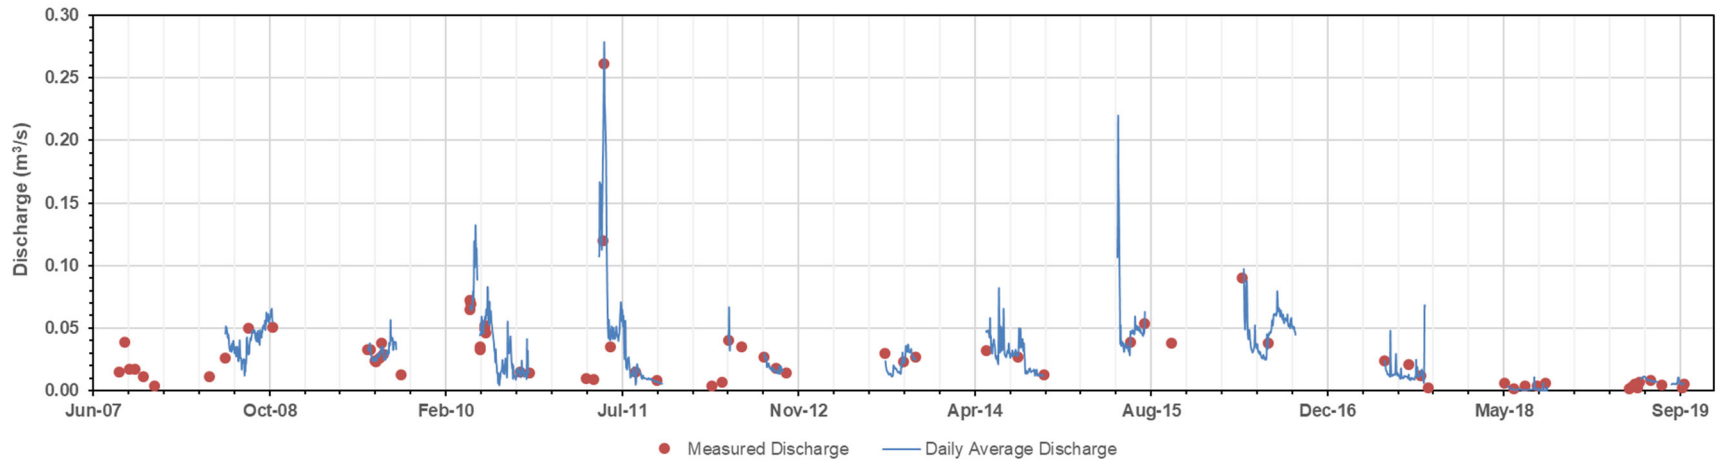 0.30
0.25
0.20
0.15
0.10
0.05
0.00
Discharge (m³/s)
Jun-07 Oct-08 Feb-10 Jul-11 Nov-12 Apr-14 Aug-15 Dec-16 May-18 Sep-19
Measured Discharge Daily Average Discharge